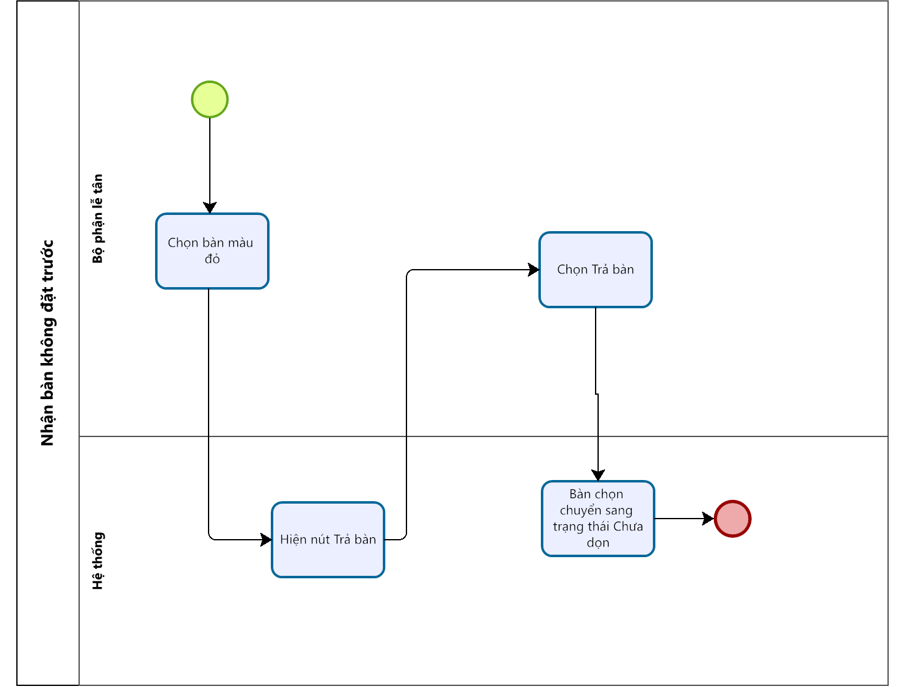 Nhận bàn không đặt trước
Bộ phận lễ tân
Chọn bàn màu
đỏ
Chọn Trả bàn
Hệ thống
Hiện nút Trả bàn
Bàn chọn
chuyển sang
trạng thái Chưa
dọn